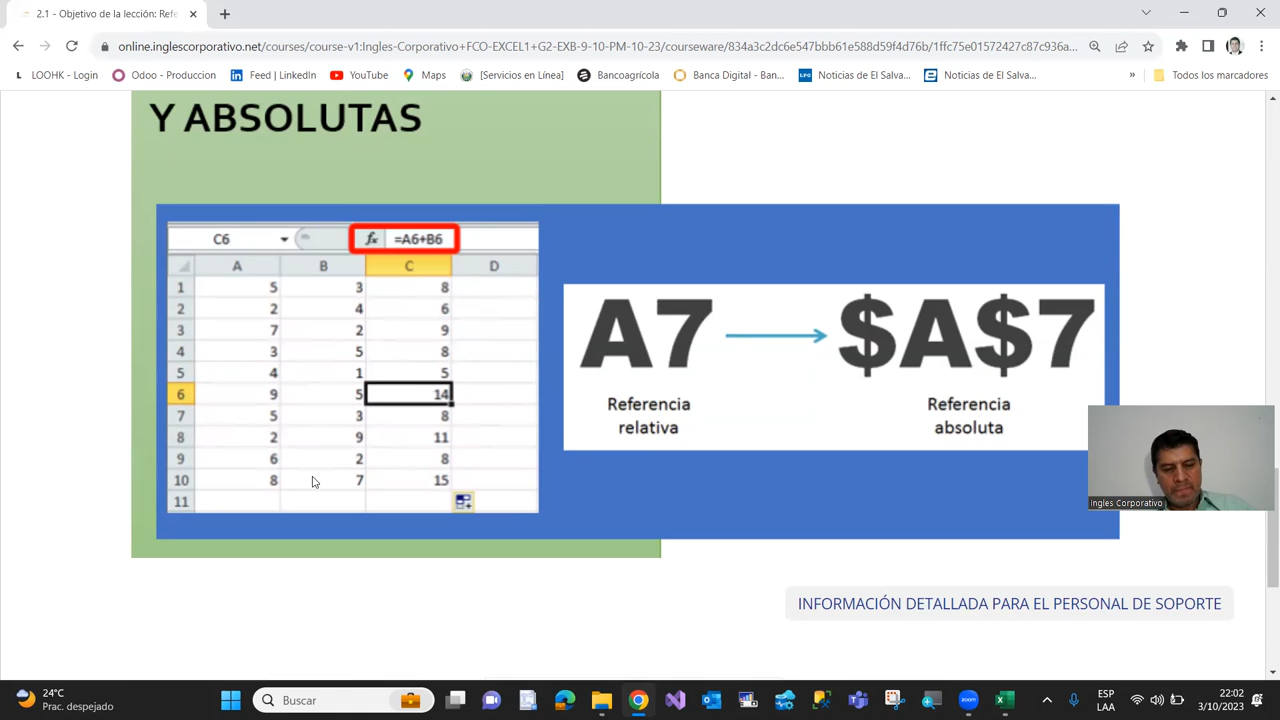 2.1 - Objetivo de la lección: Refe
online.inglescorporativo.net/courses/course-v1:Ingles-Corporativo+FCO-EXCEL1+G2-EXB-9-10-PM-10-23/courseware/834a3c2dc6e547bbb61e588d59f4d76b/1ffc75e01572427c87c936a...
LOOHK - Login
Odoo - Produccion
Feed | LinkedIn
YouTube
Maps
[Servicios en Línea]
Bancoagrícola
Banca Digital - Ban...
LPG
Noticias de El Salva...
Noticias de El Salva...
»
Todos los marcadores
Y ABSOLUTAS
C6 fx =A6+B6
A B C D
1 5 3 8
2 2 4 6
3 7 2 9
4 3 5 8
5 4 1 5
6 9 5 14
7 5 3 8
8 2 9 11
9 6 2 8
10 8 7 15
11
A7 $A$7
Referencia
relativa
Referencia
absoluta
Ingles Corporativo
INFORMACIÓN DETALLADA PARA EL PERSONAL DE SOPORTE
24°C
Prac. despejado
Buscar
zoom
ESP
LAA
22:02
3/10/2023